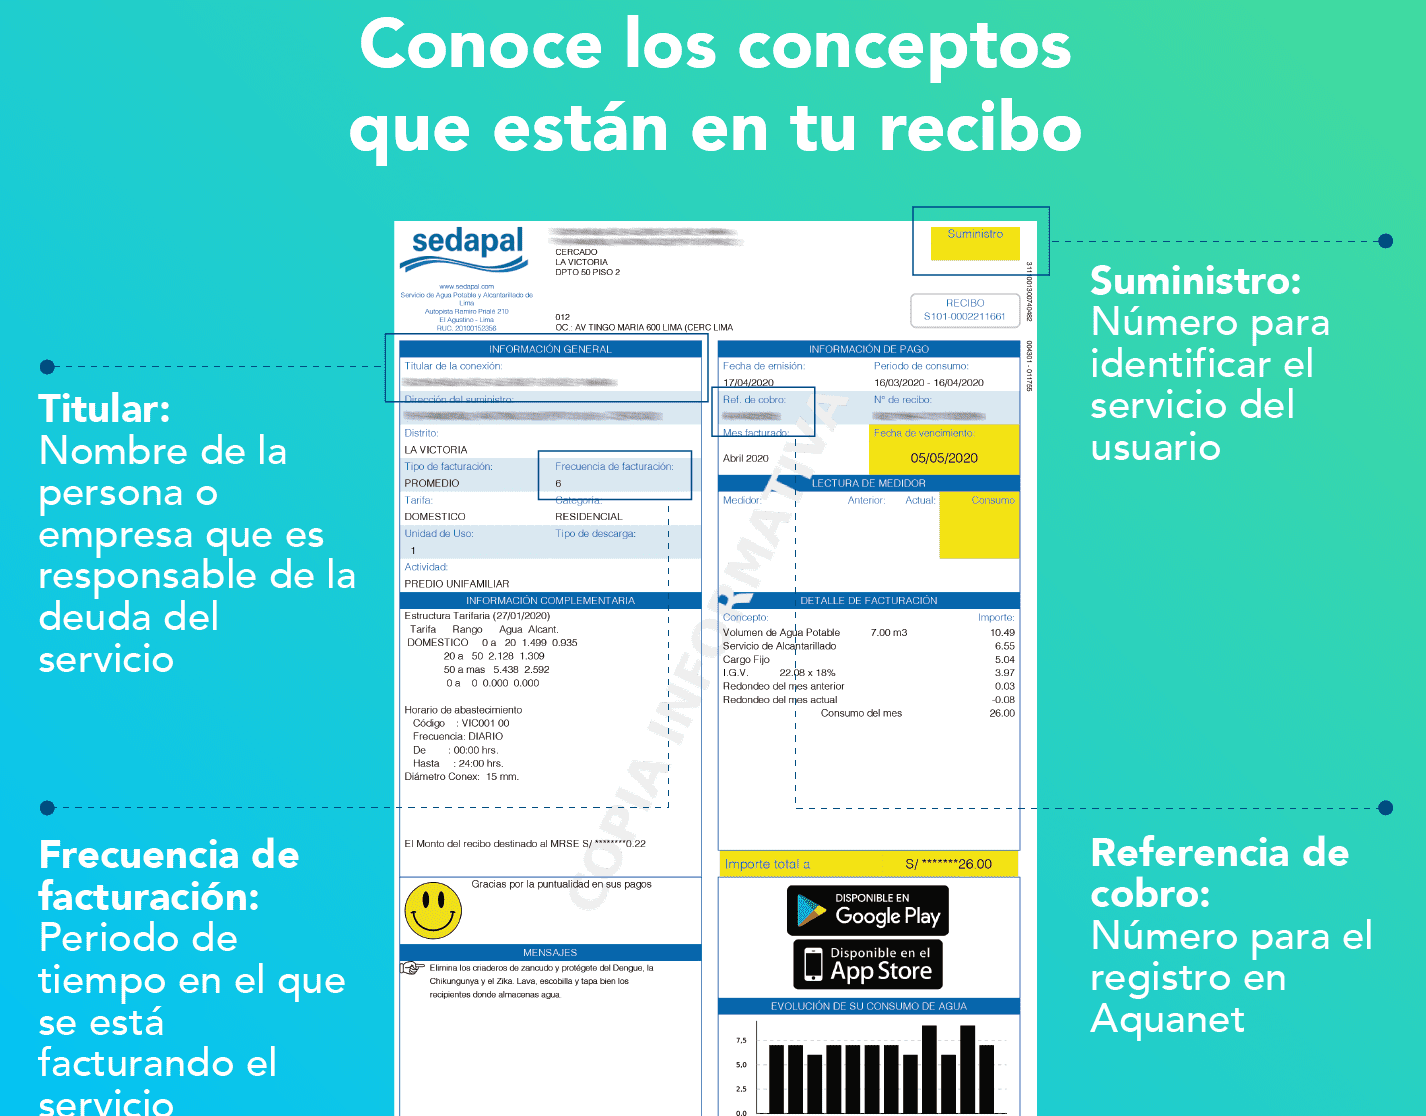 Conoce los conceptos
que están en tu recibo
sedapal
www.sedapal.com
Servicio de Agua Potable y Alcantarillado de
Lima
Autopista Ramiro Prialé 210
El Agustino - Lima
RUC. 20100152356
CERCADO
LA VICTORIA
DPTO 50 PISO 2
012
OC.: AV TINGO MARIA 600 LIMA (CERC LIMA
Suministro
RECIBO
S101-0002211661
004301 - 011755
Suministro:
Número para
identificar el
servicio del
usuario
Titular:
Nombre de la
persona o
empresa que es
responsable de la
deuda del
servicio
INFORMACIÓN GENERAL
Titular de la conexión:
Dirección del suministro:
Distrito:
LA VICTORIA
Tipo de facturación: Frecuencia de facturación:
PROMEDIO 6
Tarifa: Categoría:
DOMESTICO RESIDENCIAL
Unidad de Uso: Tipo de descarga:
1
Actividad:
PREDIO UNIFAMILIAR
INFORMACIÓN COMPLEMENTARIA
Estructura Tarifaria (27/01/2020)
Tarifa Rango Agua Alcant.
DOMESTICO 0 a 20 1.499 0.935
20 a 50 2.128 1.309
50 a mas 5.438 2.592
0 a 0 0.000 0.000
Horario de abastecimiento
Código : VIC001 00
Frecuencia: DIARIO
De : 00:00 hrs.
Hasta : 24:00 hrs.
Diámetro Conex: 15 mm.
El Monto del recibo destinado al MRSE S/ ********0.22
Gracias por la puntualidad en sus pagos
MENSAJES
Elimina los criaderos de zancudo y protégete del Dengue, la
Chikungunya y el Zika. Lava, escobilla y tapa bien los
recipientes donde almacenas agua.
INFORMACIÓN DE PAGO
Fecha de emisión: Periodo de consumo:
17/04/2020 16/03/2020 - 16/04/2020
Ref. de cobro: N° de recibo:
Mes facturado: Fecha de vencimiento:
Abril 2020 05/05/2020
LECTURA DE MEDIDOR
Medidor: Anterior: Actual: Consumo
DETALLE DE FACTURACIÓN
Concepto: Importe:
Volumen de Agua Potable 7.00 m3 10.49
Servicio de Alcantarillado 6.55
Cargo Fijo 5.04
I.G.V. 22.08 x 18% 3.97
Redondeo del mes anterior 0.03
Redondeo del mes actual -0.08
Consumo del mes 26.00
Importe total a S/ *******26.00
DISPONIBLE EN
Google Play
Disponible en el
App Store
EVOLUCIÓN DE SU CONSUMO DE AGUA
7,5
5,0
2,5
0,0
COPIA INFORMATIVA
Frecuencia de
facturación:
Periodo de
tiempo en el que
se está
facturando el
servicio
Referencia de
cobro:
Número para el
registro en
Aquanet